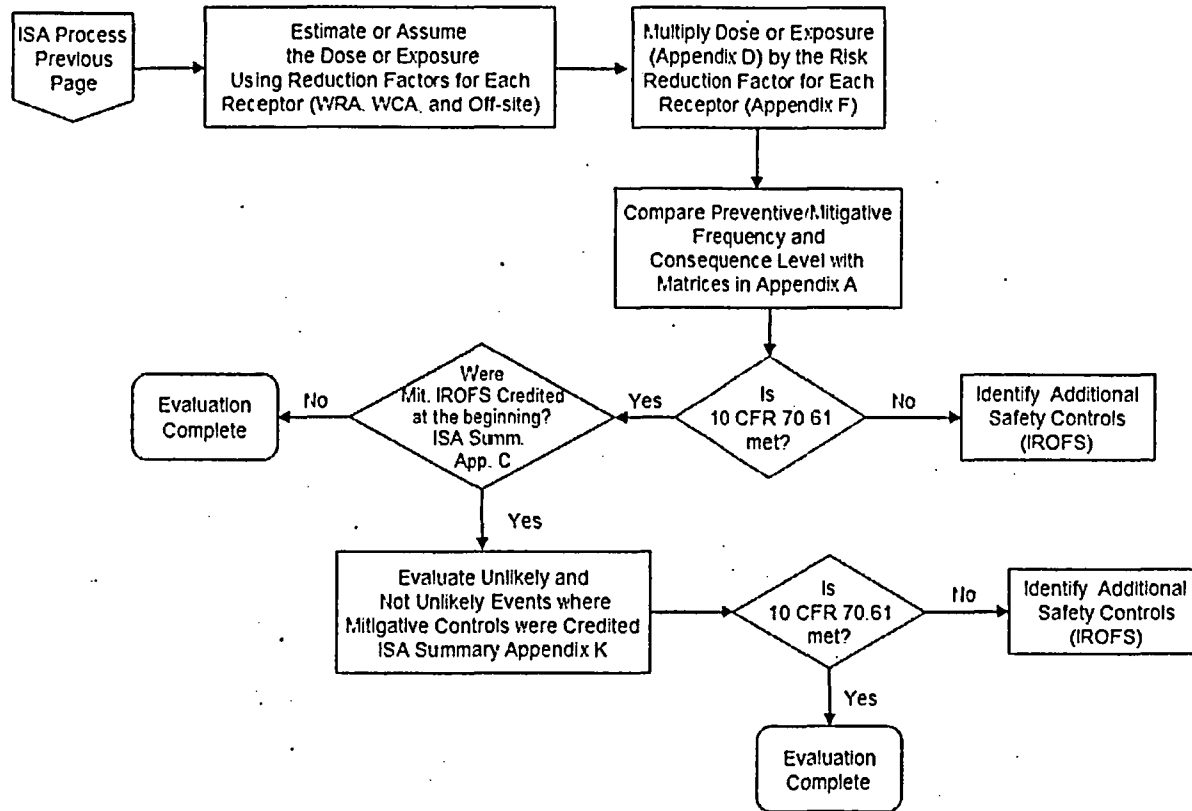 ISA Process
Previous
Page
Estimate or Assume
the Dose or Exposure
Using Reduction Factors for Each
Receptor (WRA, WCA, and Off-site)
Multiply Dose or Exposure
(Appendix D) by the Risk
Reduction Factor for Each
Receptor (Appendix F)
Compare Preventive/Mitigative
Frequency and
Consequence Level with
Matrices in Appendix A
Is
10 CFR 70 61
met?
No
Identify Additional
Safety Controls
(IROFS)
Yes
Were
Mit. IROFS Credited
at the beginning?
ISA Summ.
App. C
No
Evaluation
Complete
Yes
Evaluate Unlikely and
Not Unlikely Events where
Mitigative Controls were Credited
ISA Summary Appendix K
Is
10 CFR 70.61
met?
No
Identify Additional
Safety Controls
(IROFS)
Yes
Evaluation
Complete